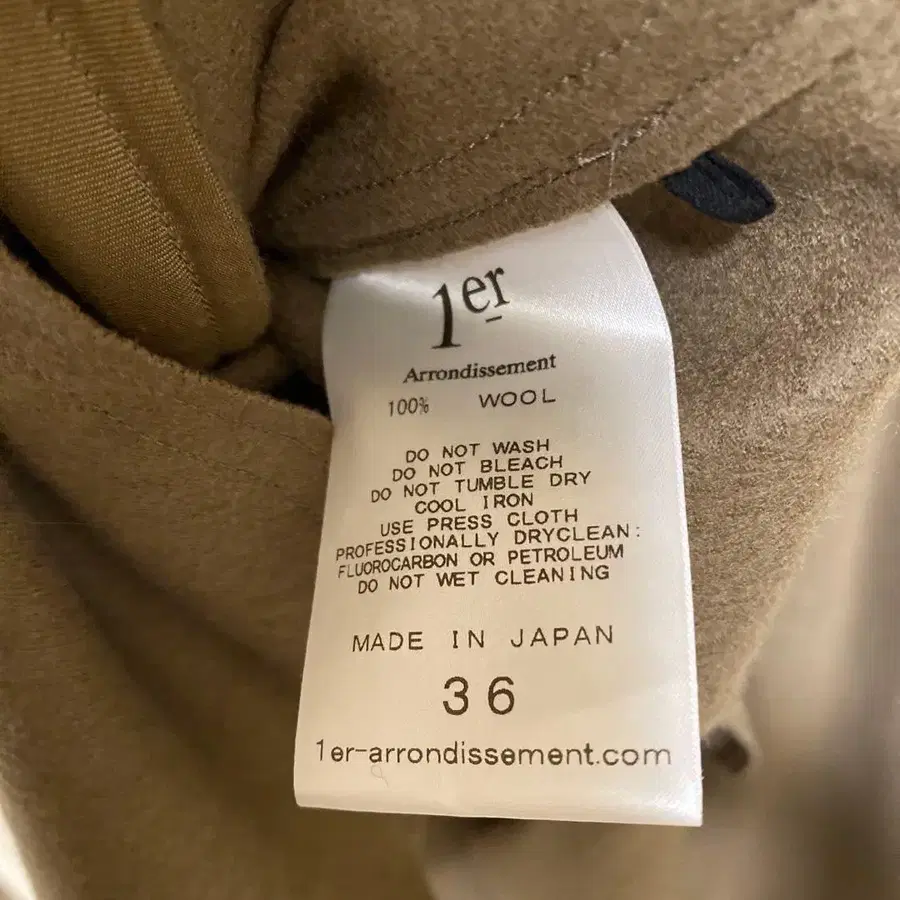 1er
Arrondissement
100% WOOL
DO NOT WASH
DO NOT BLEACH
DO NOT TUMBLE DRY
COOL IRON
USE PRESS CLOTH
PROFESSIONALLY DRYCLEAN:
FLUOROCARBON OR PETROLEUM
DO NOT WET CLEANING
MADE IN JAPAN
36
1er-arrondissement.com